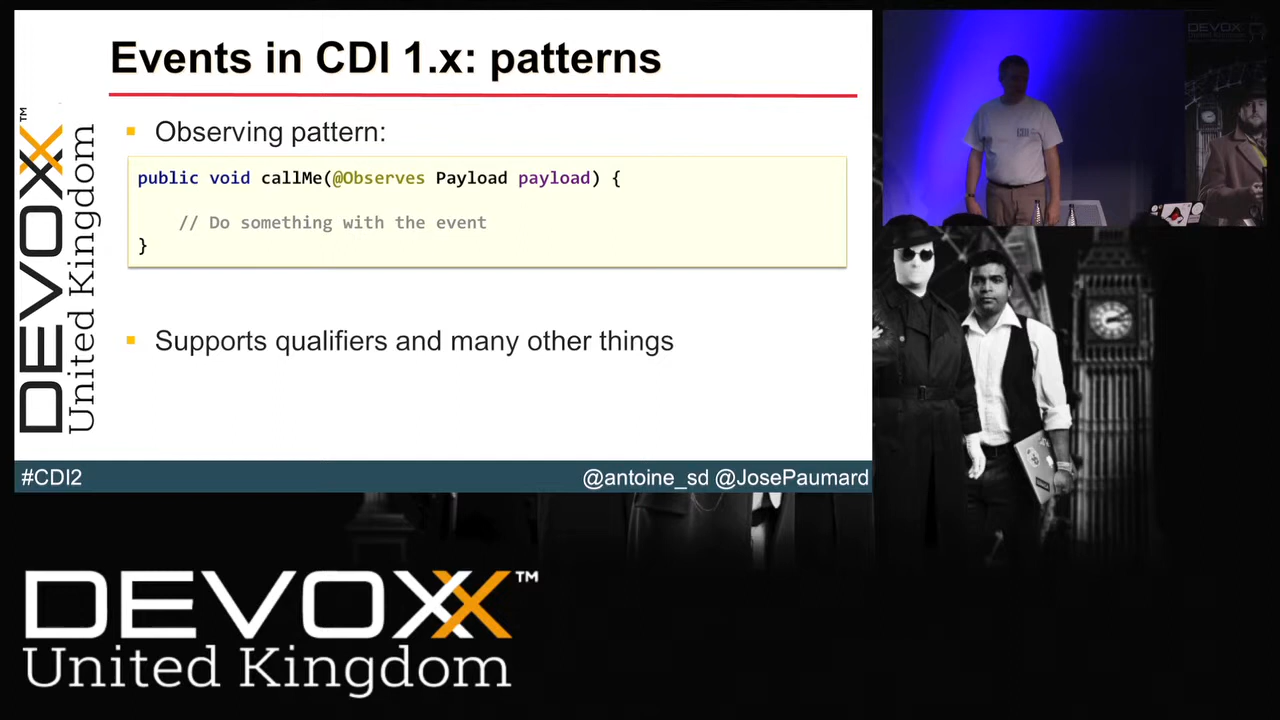 Events in CDI 1.x: patterns
Observing pattern:
public void callMe(@Observes Payload payload) {
// Do something with the event
}
Supports qualifiers and many other things
DEVOXX™
United Kingdom
#CDI2
@antoine_sd @JosePaumard
DEVOXX™
United Kingdom